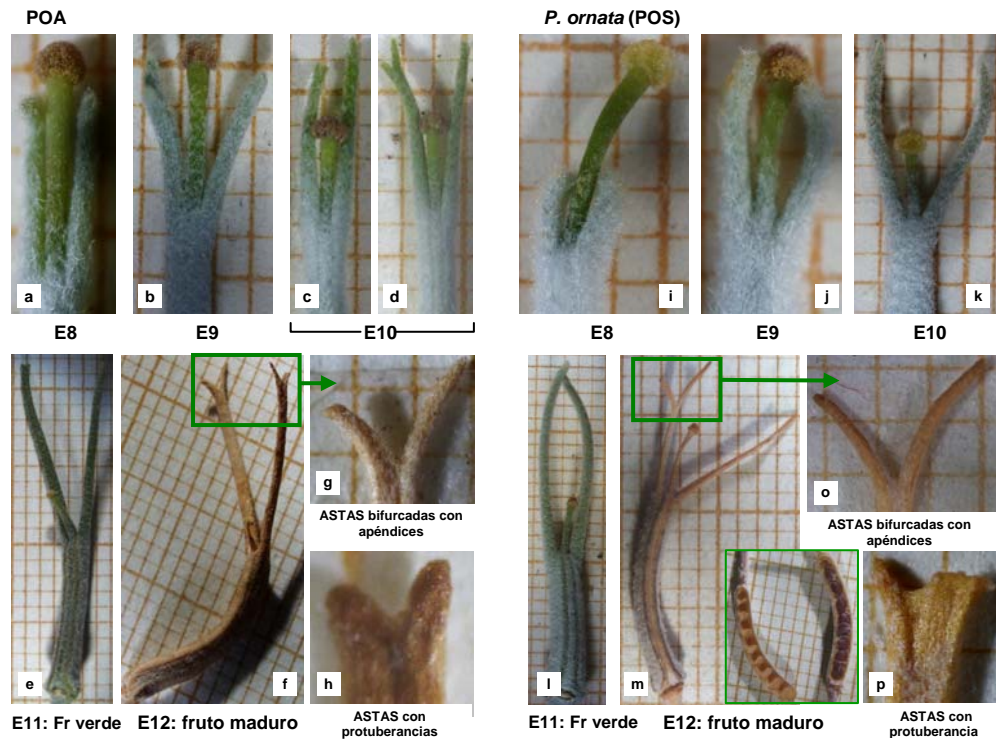 POA
P. ornata (POS)
a
b
c
d
i
j
k
E8
E9
E10
E8
E9
E10
g
ASTAS bifurcadas con
apéndices
o
ASTAS bifurcadas con
apéndices
e
f
h
l
m
p
E11: Fr verde
E12: fruto maduro
ASTAS con
protuberancias
E11: Fr verde
E12: fruto maduro
ASTAS con
protuberancia